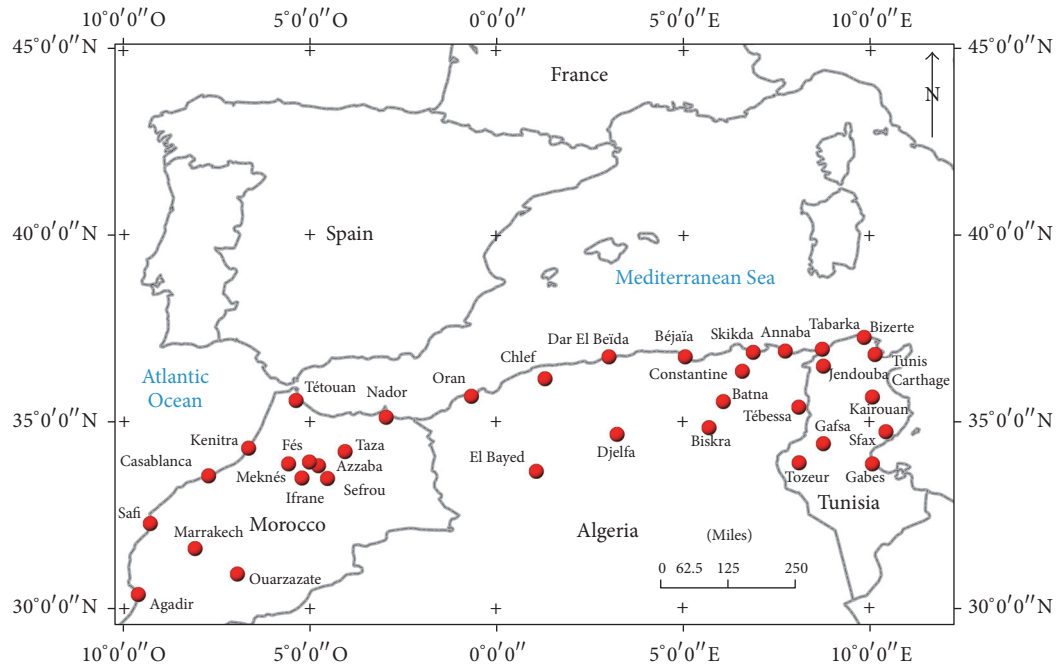 10°0′0″O
5°0′0″O
0°0′0″
5°0′0″E
10°0′0″E
45°0′0″N
45°0′0″N
France
N
40°0′0″N
40°0′0″N
Spain
Mediterranean Sea
Dar El Beïda
Béjaïa
Skikda
Annaba
Tabarka
Bizerte
Chlef
Constantine
Jendouba
Tunis
Carthage
Atlantic
Ocean
Tétouan
Nador
Oran
Batna
Tébessa
Kairouan
35°0′0″N
35°0′0″N
Kenitra
Fés
Taza
Gafsa
Sfax
Biskra
Djelfa
El Bayed
Casablanca
Meknés
Azzaba
Ifrane
Sefrou
Tozeur
Gabes
Safi
Marrakech
Morocco
Algeria
Tunisia
(Miles)
0
62.5
125
250
Ouarzazate
Agadir
30°0′0″N
30°0′0″N
10°0′0″O
5°0′0″O
0°0′0″
5°0′0″E
10°0′0″E